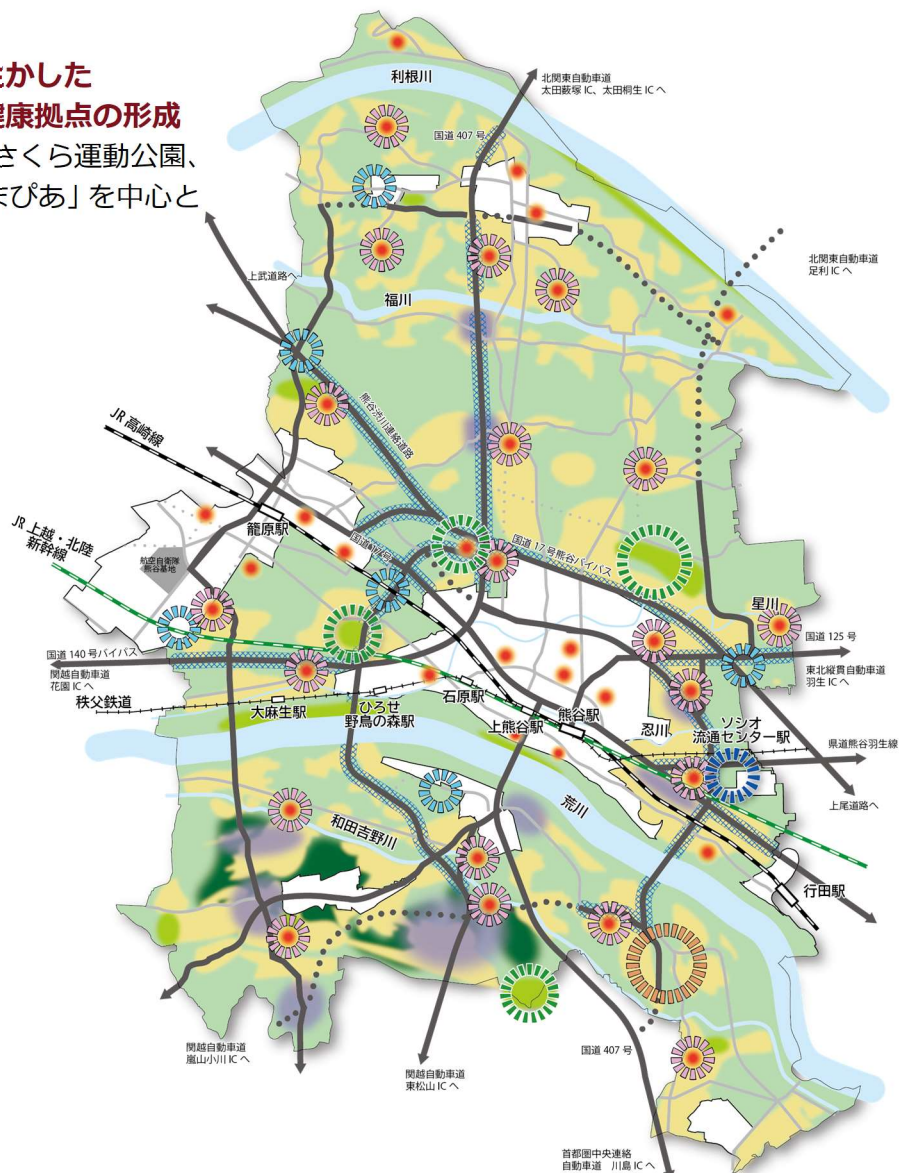 かした
康拠点の形成
さくら運動公園、
ぴあ」を中心と
利根川
北関東自動車道
太田藪塚 IC、太田桐生 IC へ
国道 407 号
北関東自動車道
足利 IC へ
上武道路へ
福川
熊谷渋川連絡道路
JR 高崎線
籠原駅
JR 上越・北陸
新幹線
国道 17 号
国道 17 号熊谷バイパス
航空自衛隊
熊谷基地
星川
国道 125 号
国道 140 号バイパス
関越自動車道
花園 IC へ
東北縦貫自動車道
羽生 IC へ
秩父鉄道
大麻生駅
ひろせ
野鳥の森駅
石原駅
上熊谷駅
熊谷駅
忍川
ソシオ
流通センター駅
県道熊谷羽生線
上尾道路へ
荒川
和田吉野川
行田駅
関越自動車道
嵐山小川 IC へ
関越自動車道
東松山 IC へ
国道 407 号
首都圏中央連絡
自動車道 川島 IC へ